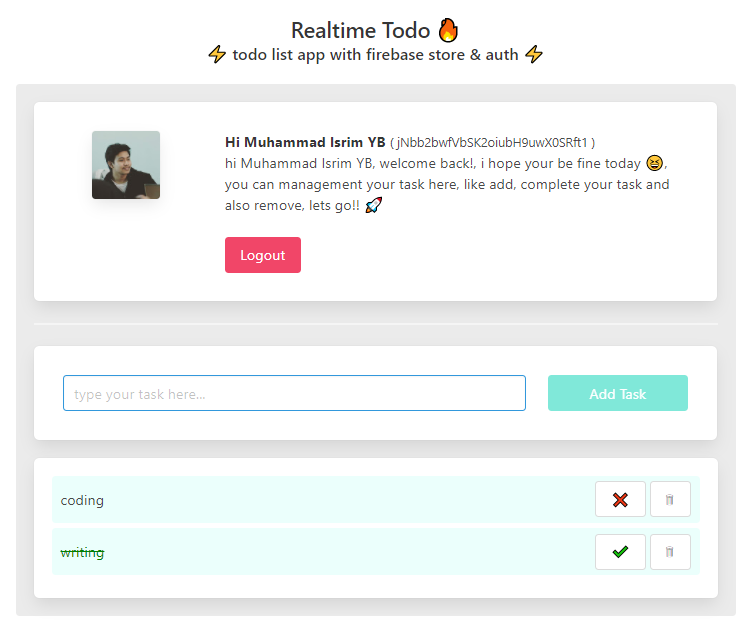 Realtime Todo 🔥
⚡ todo list app with firebase store & auth ⚡
Hi Muhammad Isrim YB ( jNbb2bwfVbSK2oiubH9uwX0SRft1 )
hi Muhammad Isrim YB, welcome back!, i hope your be fine today 😆,
you can management your task here, like add, complete your task and
also remove, lets go!! 🚀
Logout
type your task here...
Add Task
coding
writing